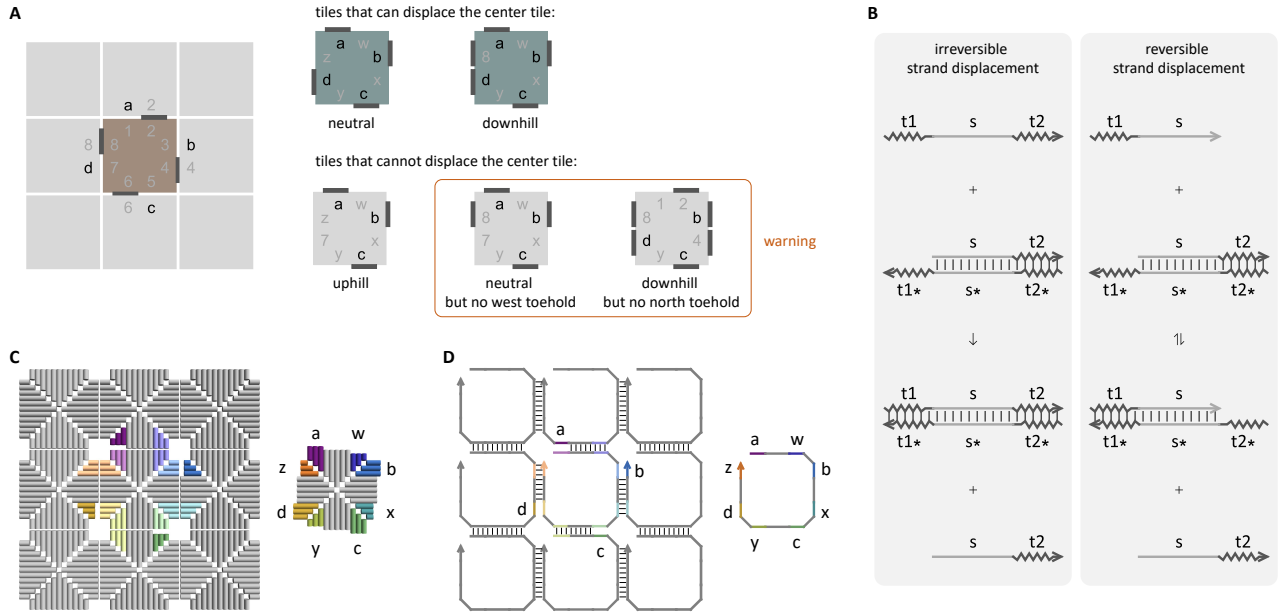 A
a 2
1 2
8 8 3 b
d 7 4 4
6 5
6 c
tiles that can displace the center tile:
a w
z b
d x
y c
neutral
a w
8 b
d x
y c
downhill
tiles that cannot displace the center tile:
a w
z b
7 x
y c
uphill
a w
8 b
7 x
y c
neutral
but no west toehold
1 2
8 b
d 4
y c
downhill
but no north toehold
warning
B
irreversible
strand displacement
t1 s t2
+
s t2
t1* s* t2*
↓
t1 s t2
t1* s* t2*
+
s t2
reversible
strand displacement
t1 s
+
s t2
t1* s* t2*
⥮
t1 s
t1* s* t2*
+
s t2
C
a w
z b
d x
y c
D
a
b
d
c
a w
z b
d x
y c